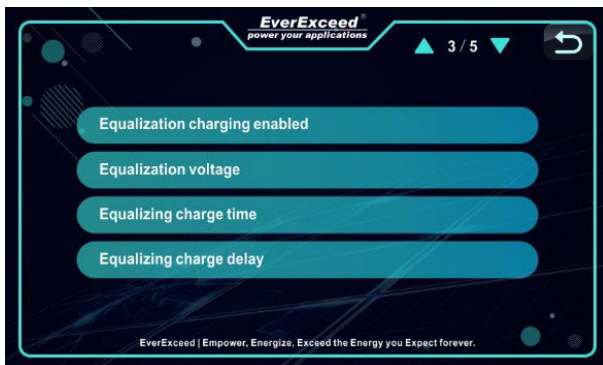 EverExceed®
power your applications
3/5
Equalization charging enabled
Equalization voltage
Equalizing charge time
Equalizing charge delay
EverExceed | Empower, Energize, Exceed the Energy you Expect forever.